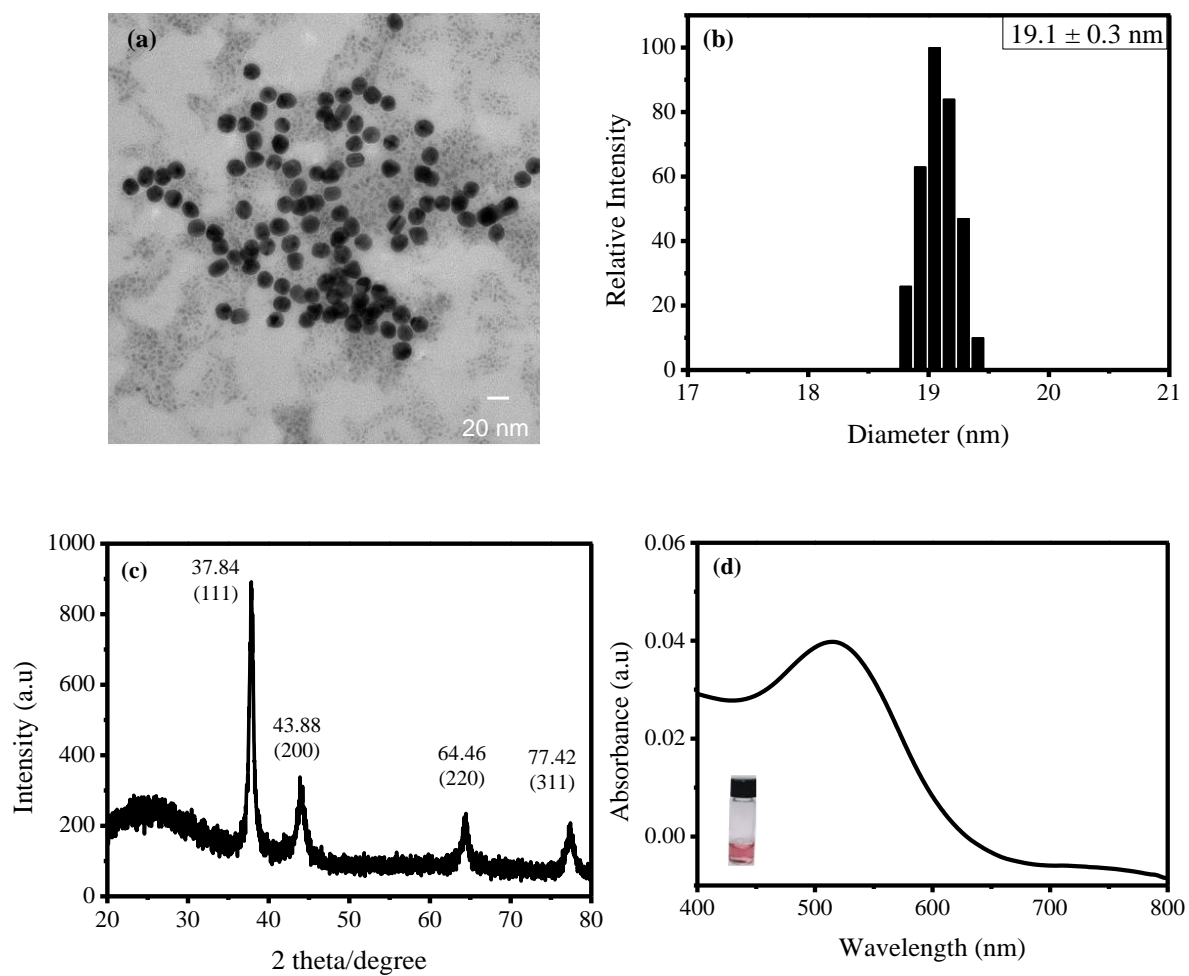 (a)
20 nm
(b)
19.1 ± 0.3 nm
100
80
60
40
20
0
17 18 19 20 21
Relative Intensity
Diameter (nm)
(c)
37.84
(111)
43.88
(200)
64.46
(220)
77.42
(311)
1000
800
600
400
200
0
20 30 40 50 60 70 80
Intensity (a.u)
2 theta/degree
(d)
0.06
0.04
0.02
0.00
400 500 600 700 800
Absorbance (a.u)
Wavelength (nm)